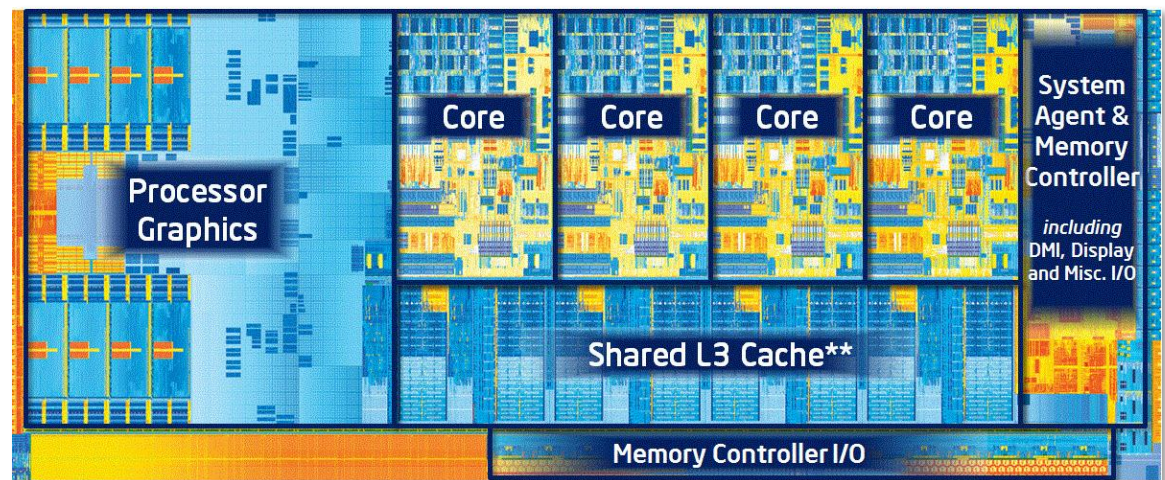 Processor
Graphics
Core
Core
Core
Core
System
Agent &
Memory
Controller
including
DMI, Display
and Misc. I/O
Shared L3 Cache**
Memory Controller I/O